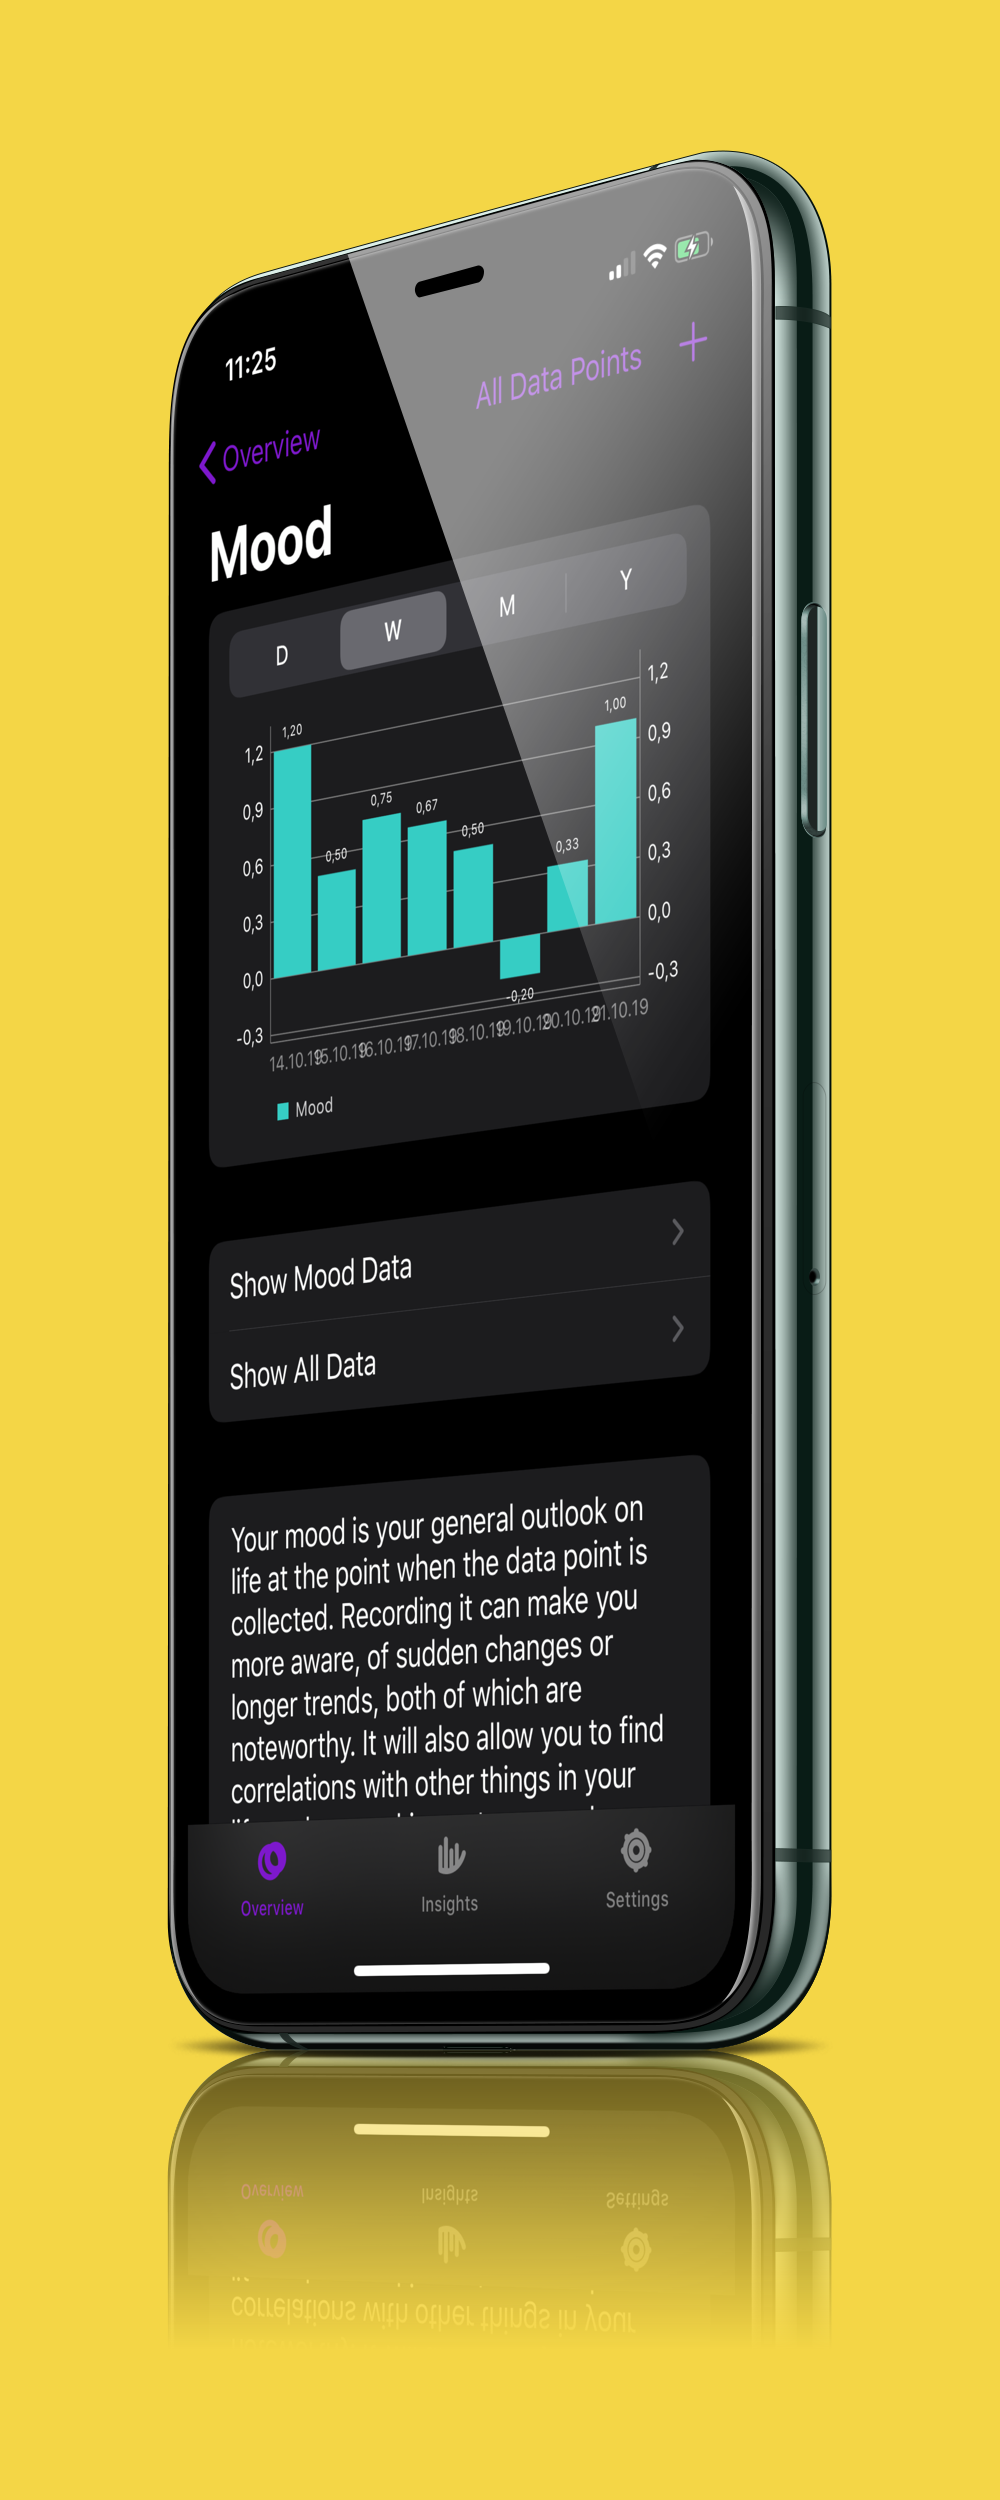 11:25
All Data Points
Overview
Mood
D W M Y
1,2
0,9
0,6
0,3
0,0
-0,3
1,20
0,50
0,75
0,67
0,50
-0,20
0,33
1,00
1,2
0,9
0,6
0,3
0,0
-0,3
14.10.19 15.10.19 16.10.19 17.10.19 18.10.19 19.10.19 20.10.19 21.10.19
Mood
Show Mood Data
Show All Data
Your mood is your general outlook on
life at the point when the data point is
collected. Recording it can make you
more aware, of sudden changes or
longer trends, both of which are
noteworthy. It will also allow you to find
correlations with other things in your
Overview
Insights
Settings